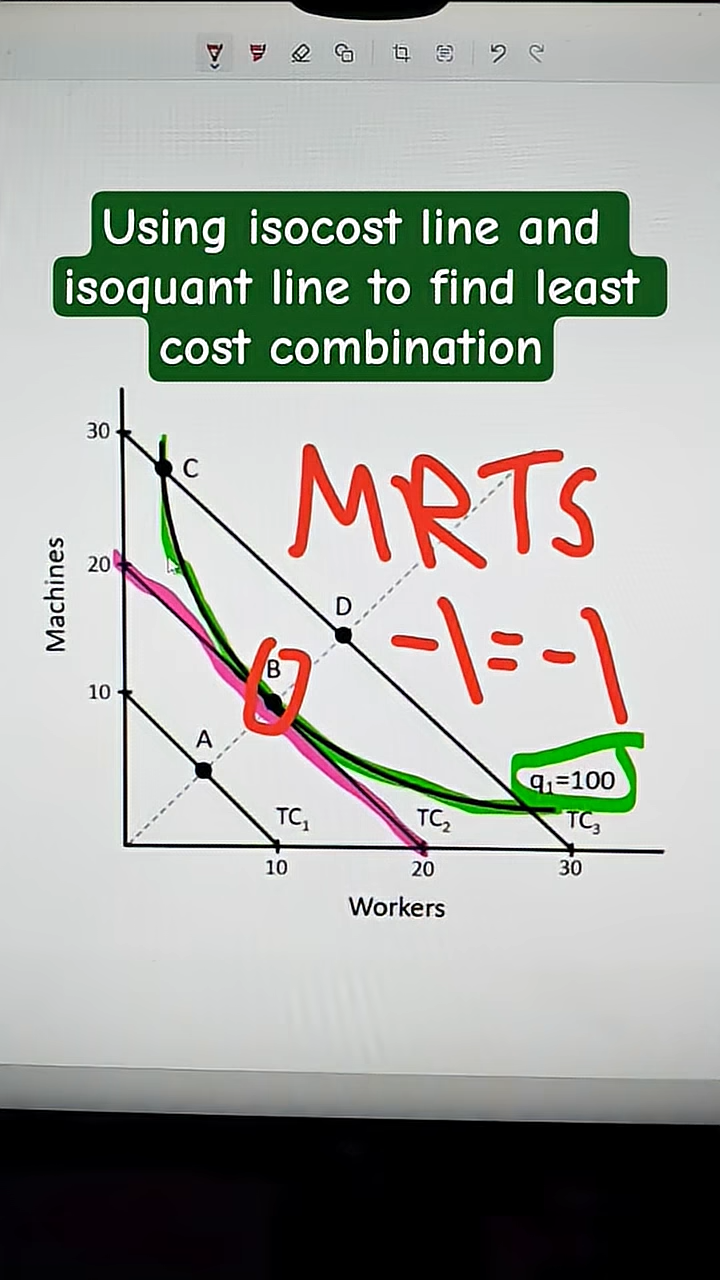 Using isocost line and
isoquant line to find least
cost combination
30
C
MRTS
Machines
20
D
-1=-1
B
10
A
q₁=100
TC₁
TC₂
TC₃
10
20
30
Workers